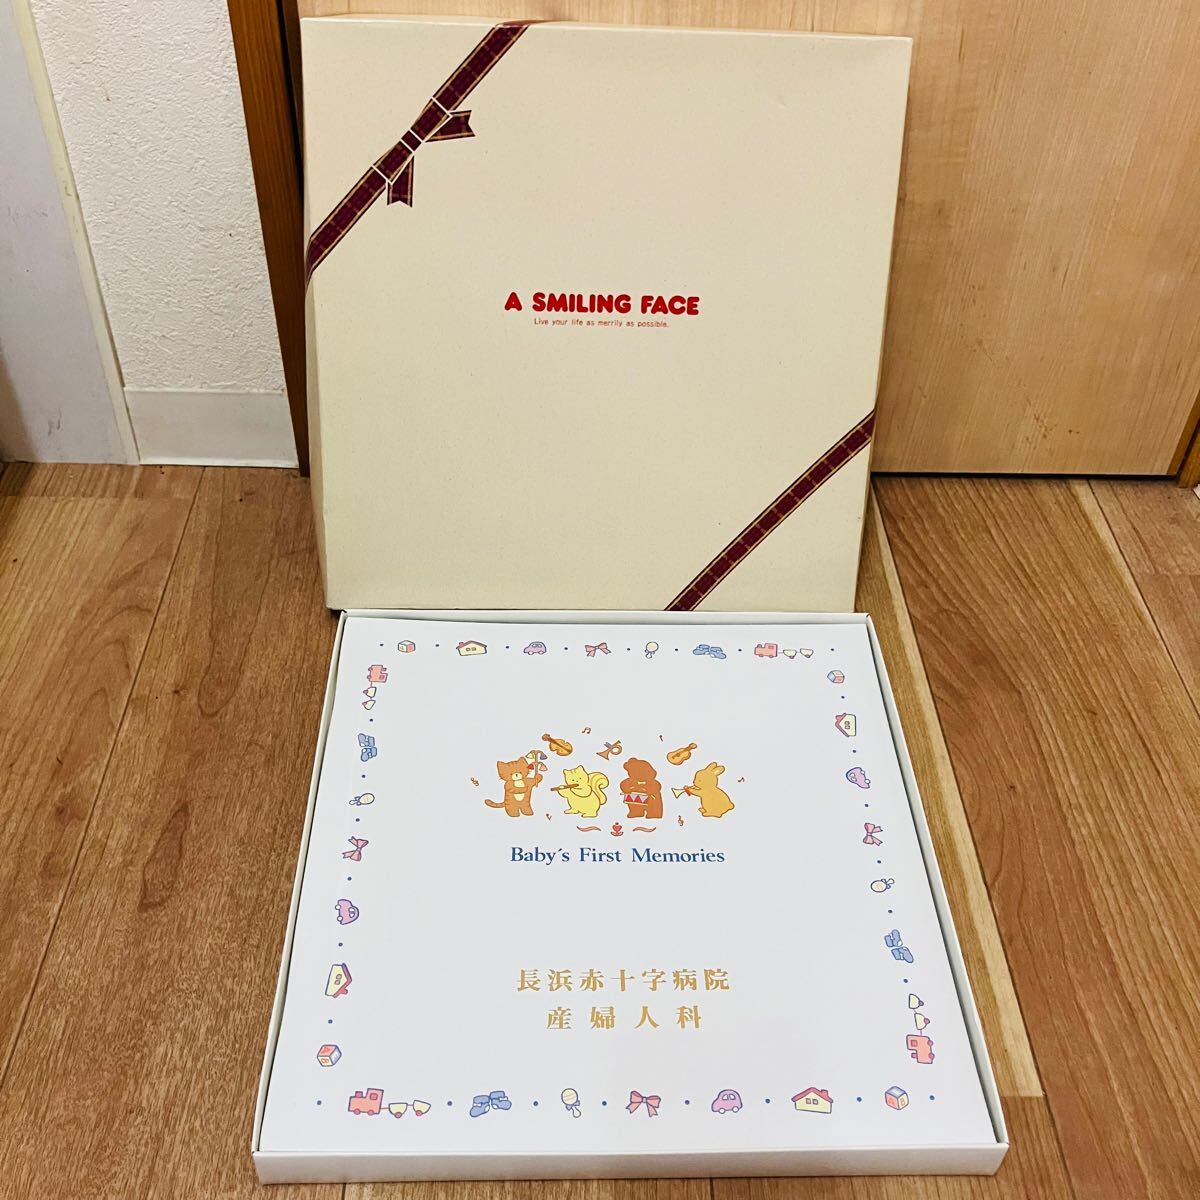 A SMILING FACE
Live your life as merrily as possible.
Baby's First Memories
長浜赤十字病院
産婦人科